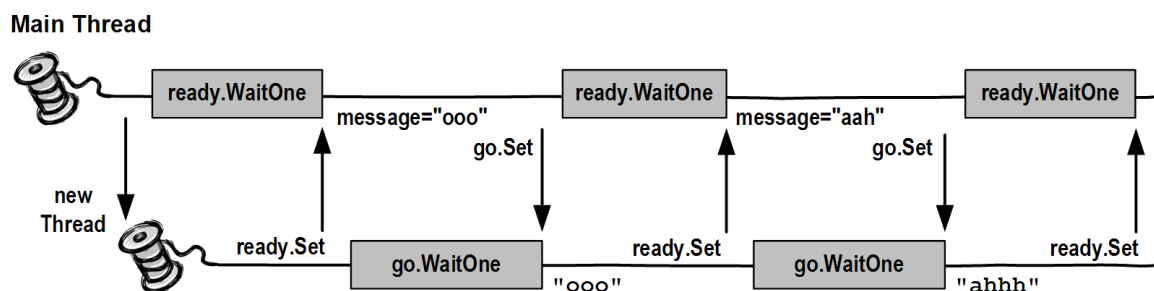 Main Thread
ready.WaitOne
ready.WaitOne
ready.WaitOne
message="ooo"
message="aah"
go.Set
go.Set
new
Thread
ready.Set
ready.Set
ready.Set
go.WaitOne
go.WaitOne
"ooo"
"ahhh"